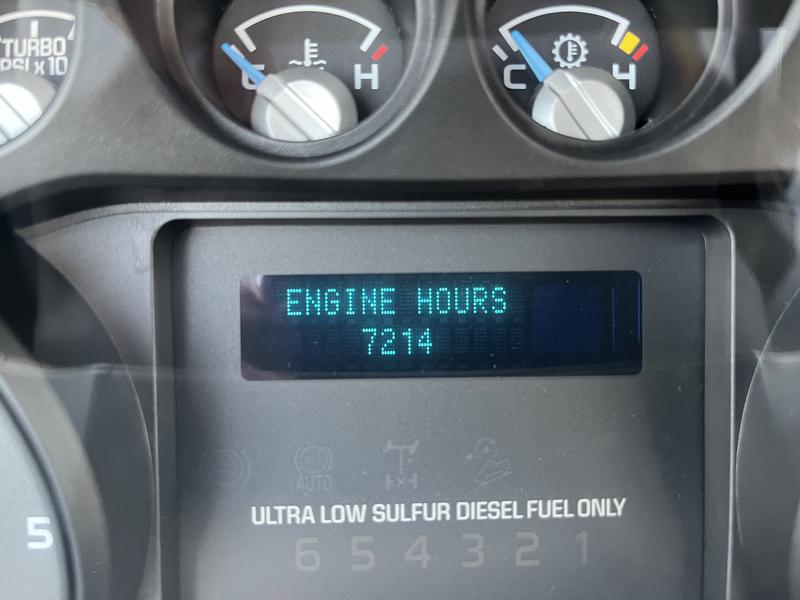 TURBO
PSI x 10
C H
C H
ENGINE HOURS
7214
AUTO
ULTRA LOW SULFUR DIESEL FUEL ONLY
5
6 5 4 3 2 1